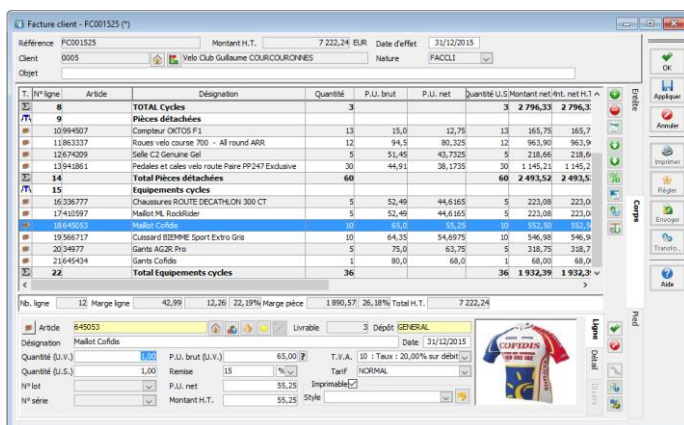 Facture client - FC001525 (*)
Référence FC001525 Montant H.T. 7 222,24 EUR Date d'effet 31/12/2015
Client 0005 Velo Club Guillaume COURCOURONNES Nature FACCLI
Objet
T. N° ligne Article Désignation Quantité P.U. brut P.U. net Quantité U.S Montant net Mnt. net H.T
Σ 8 TOTAL Cycles 3 3 2 796,33 2 796,3
9 Pièces détachées
10 994507 Compteur OKTOS F1 13 15,0 12,75 13 165,75 165,7
11 863337 Roues velo course 700 - All round ARR 12 94,5 80,325 12 963,90 963,9
12 674209 Selle C2 Genuine Gel 5 51,45 43,7325 5 218,66 218,6
13 941861 Pedales et cales velo route Paire PP247 Exclusive 30 44,91 38,1735 30 1 145,21 1 145,2
Σ 14 Total Pièces détachées 60 60 2 493,52 2 493,5
15 Equipements cycles
16 336777 Chaussures ROUTE DECATHLON 300 CT 5 52,49 44,6165 5 223,08 223,0
17 410597 Maillot ML RockRider 5 52,49 44,6165 5 223,08 223,0
18 645053 Maillot Cofidis 10 65,0 55,25 10 552,50 552,5
19 566717 Cuissard BIEMME Sport Extro Gris 10 64,35 54,6975 10 546,98 546,9
20 34977 Gants AG2R Pro 5 75,0 63,75 5 318,75 318,7
21 645434 Gants Cofidis 1 80,0 68,0 1 68,00 68,0
Σ 22 Total Equipements cycles 36 36 1 932,39 1 932,3
Nb. ligne 12 Marge ligne 42,99 12,26 22,19% Marge pièce 1 890,57 26,18% Total H.T. 7 222,24
Article 645053 Livrable 3 Dépôt GENERAL
Désignation Maillot Cofidis Date 31/12/2015
Quantité (U.V.) 1,00 P.U. brut (U.V.) 65,00 ? T.V.A. 10 : Taux : 20,00% sur débit
Quantité (U.S.) 1,00 Remise 15 % Tarif NORMAL
N° lot P.U. net 55,25 Imprimable
N° série Montant H.T. 55,25 Style
COFIDIS
Entête
Corps
Pied
Ligne
Détail
Divers
OK
Appliquer
Annuler
Imprimer
Régler
Envoyer
Transfo...
Aide